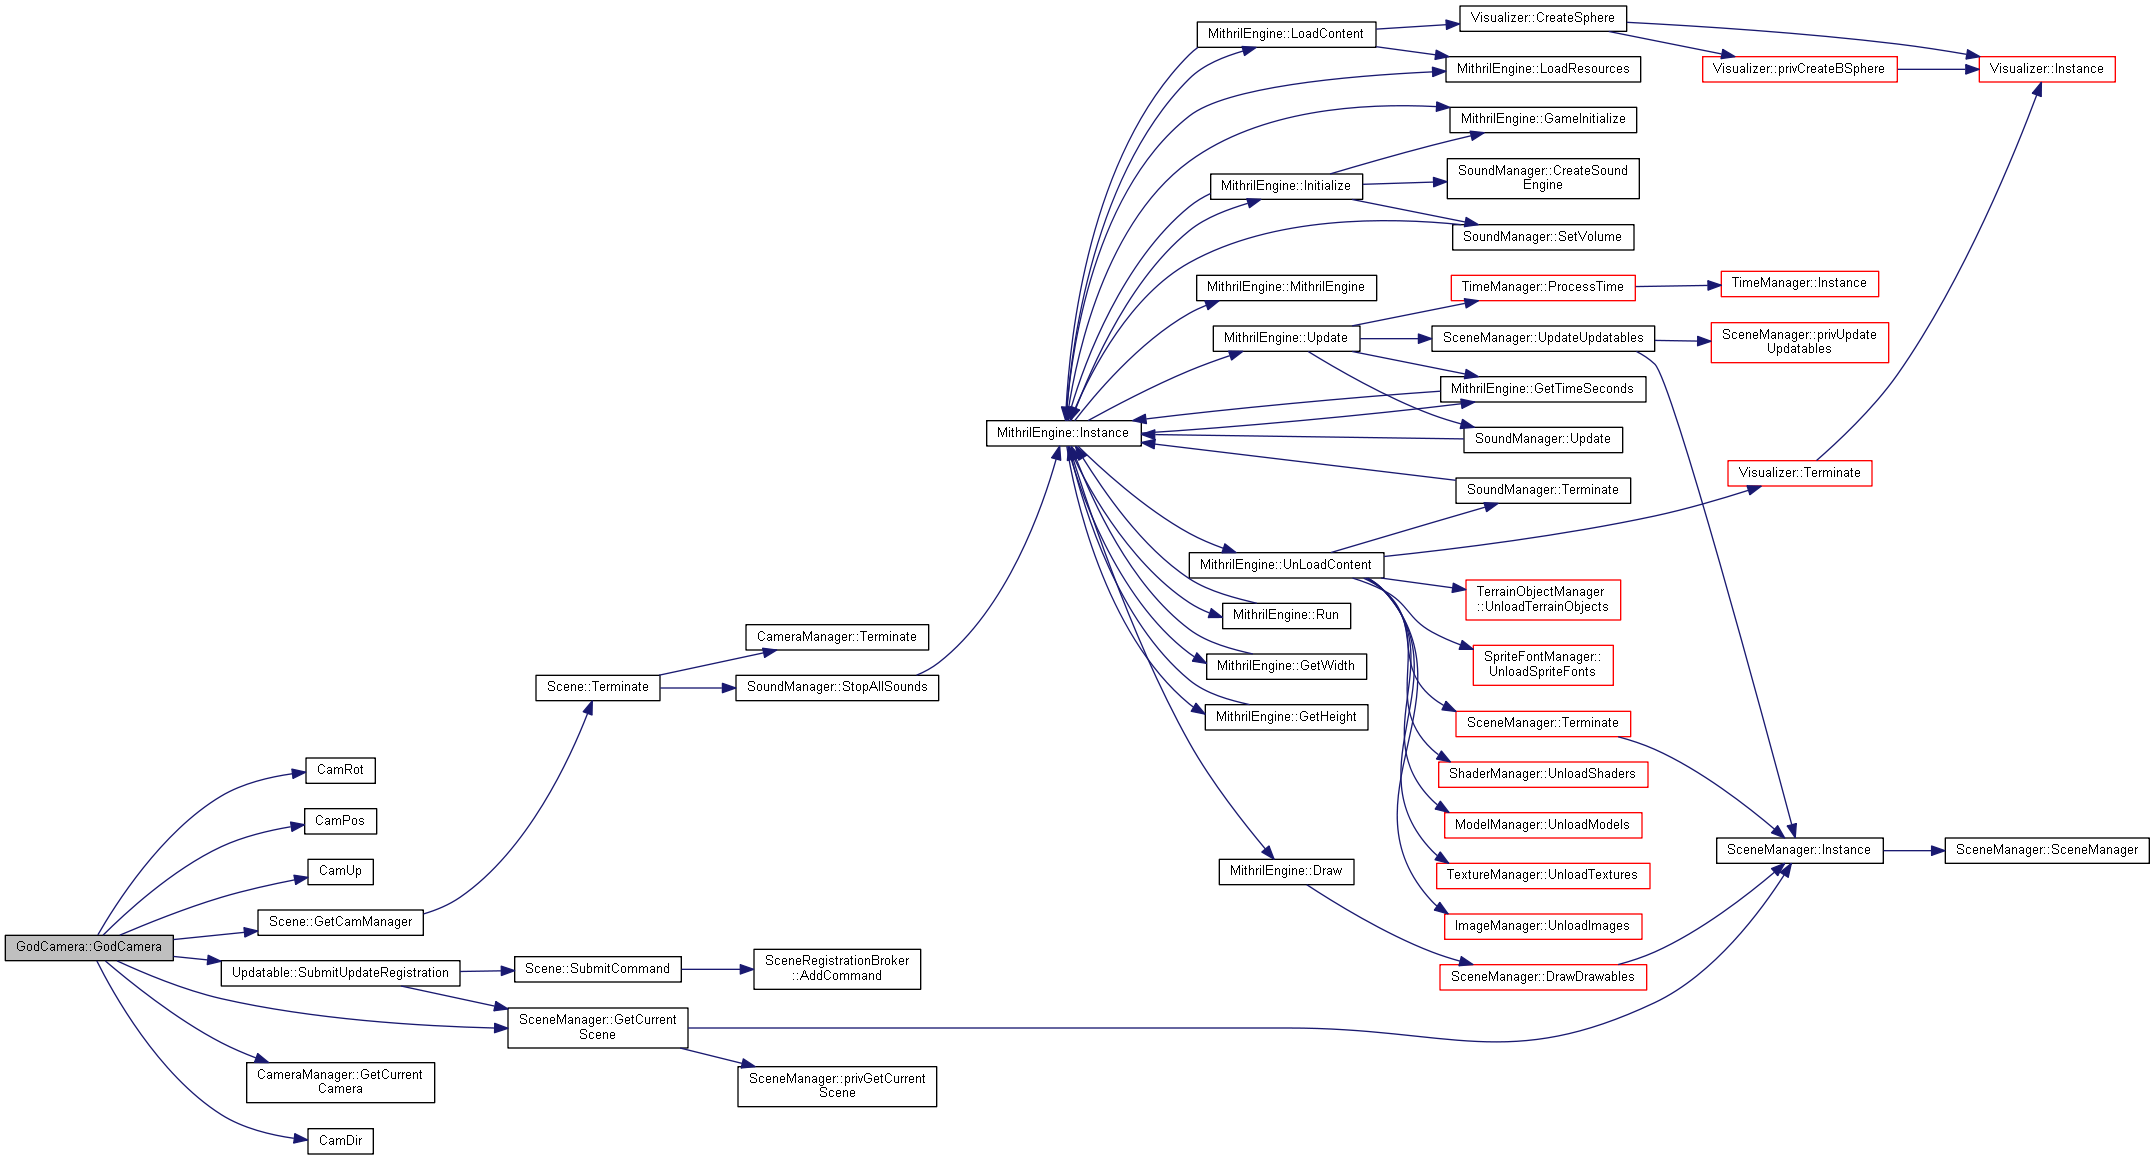 GodCamera::GodCamera
CamRot
CamPos
CamUp
Scene::GetCamManager
Updatable::SubmitUpdateRegistration
SceneManager::GetCurrent
Scene
CameraManager::GetCurrent
Camera
CamDir
Scene::Terminate
Scene::SubmitCommand
CameraManager::Terminate
SoundManager::StopAllSounds
SceneRegistrationBroker
::AddCommand
SceneManager::privGetCurrent
Scene
MithrilEngine::Instance
MithrilEngine::LoadContent
MithrilEngine::Initialize
MithrilEngine::MithrilEngine
MithrilEngine::Update
MithrilEngine::UnLoadContent
MithrilEngine::Run
MithrilEngine::GetWidth
MithrilEngine::GetHeight
MithrilEngine::Draw
Visualizer::CreateSphere
MithrilEngine::LoadResources
MithrilEngine::GameInitialize
SoundManager::CreateSound
Engine
SoundManager::SetVolume
TimeManager::ProcessTime
SceneManager::UpdateUpdatables
MithrilEngine::GetTimeSeconds
SoundManager::Update
SoundManager::Terminate
TerrainObjectManager
::UnloadTerrainObjects
SpriteFontManager::
UnloadSpriteFonts
SceneManager::Terminate
ShaderManager::UnloadShaders
ModelManager::UnloadModels
TextureManager::UnloadTextures
ImageManager::UnloadImages
SceneManager::DrawDrawables
Visualizer::privCreateBSphere
TimeManager::Instance
SceneManager::privUpdate
Updatables
Visualizer::Terminate
SceneManager::Instance
Visualizer::Instance
SceneManager::SceneManager